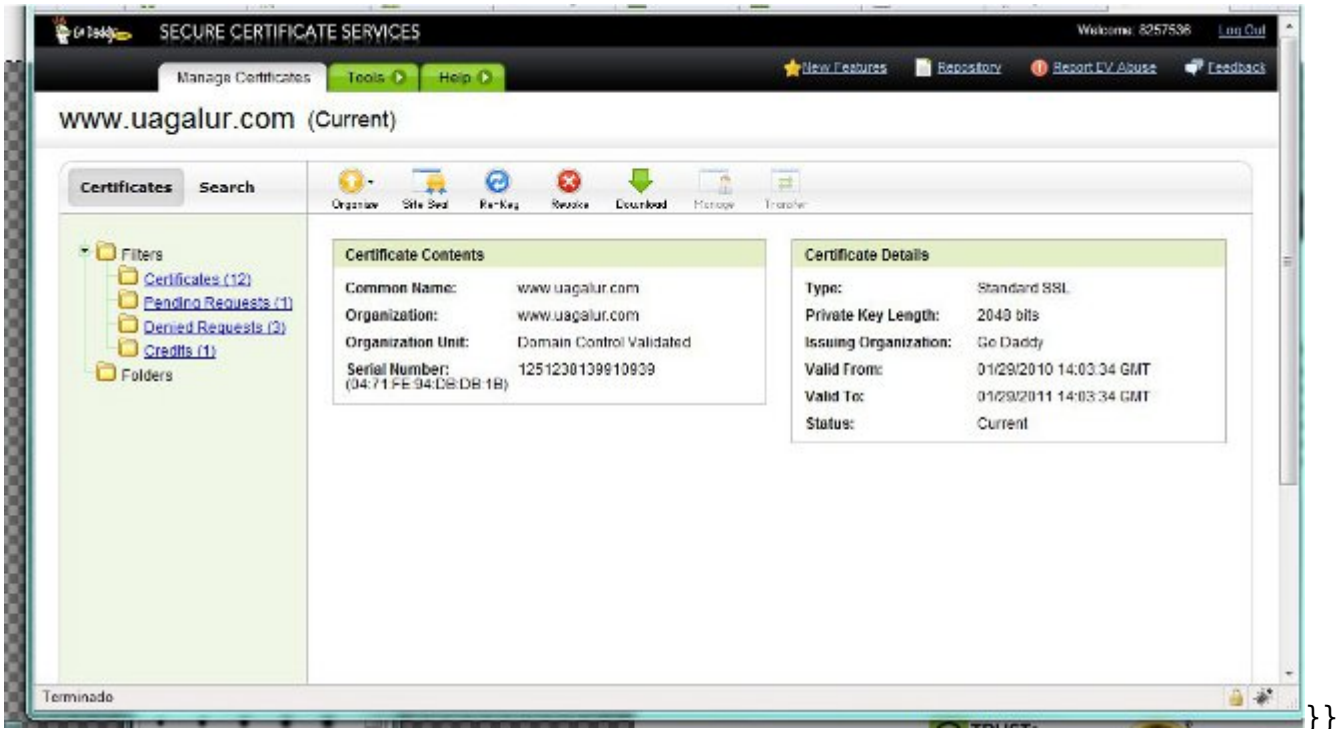 Go Daddy SECURE CERTIFICATE SERVICES Welcome: 8257536 Log Out
Manage Certificates Tools Help New Features Repository Report EV Abuse Feedback
www.uagalur.com (Current)
Certificates Search
Organize Site Seal Re-Key Revoke Download Manage Transfer
Filters
Certificates (12)
Pending Requests (1)
Denied Requests (3)
Credits (1)
Folders
Certificate Contents
Common Name: www.uagalur.com
Organization: www.uagalur.com
Organization Unit: Domain Control Validated
Serial Number: 1251238139910939
(04:71:FE:94:DB:DB:1B)
Certificate Details
Type: Standard SSL
Private Key Length: 2048 bits
Issuing Organization: Go Daddy
Valid From: 01/29/2010 14:03:34 GMT
Valid To: 01/29/2011 14:03:34 GMT
Status: Current
Terminado
}}